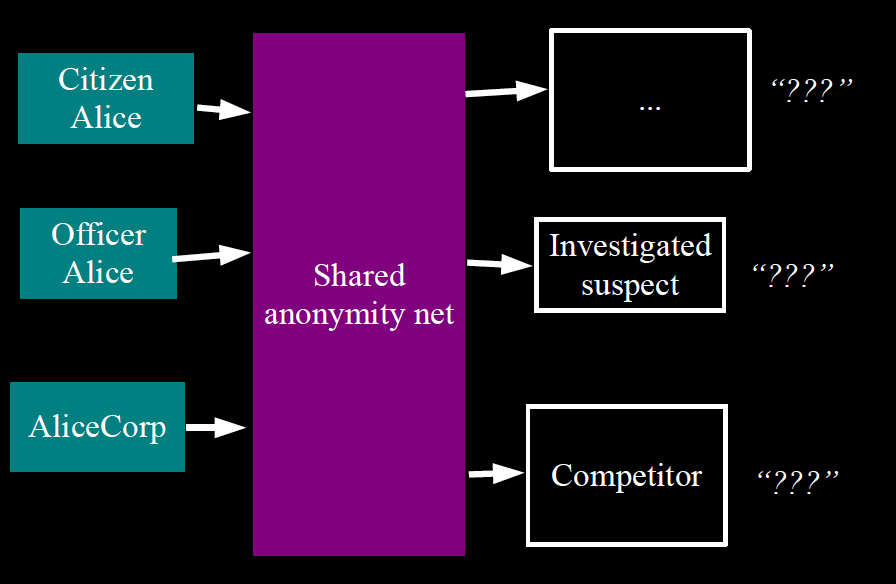 Citizen
Alice
...
“???”
Officer
Alice
Shared
anonymity net
Investigated
suspect
“???”
AliceCorp
Competitor
“???”